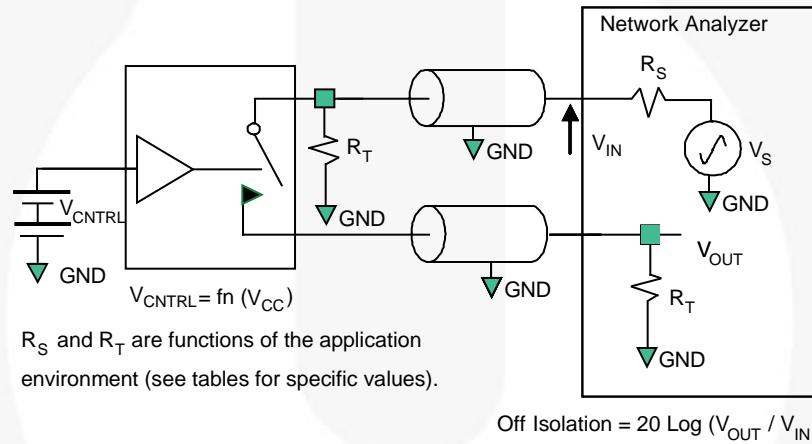 Network Analyzer
R_S
V_IN
V_S
GND
R_T
GND
V_CNTRL
GND
GND
V_OUT
R_T
GND
V_CNTRL = fn (V_CC)
R_S and R_T are functions of the application
environment (see tables for specific values).
Off Isolation = 20 Log (V_OUT / V_IN